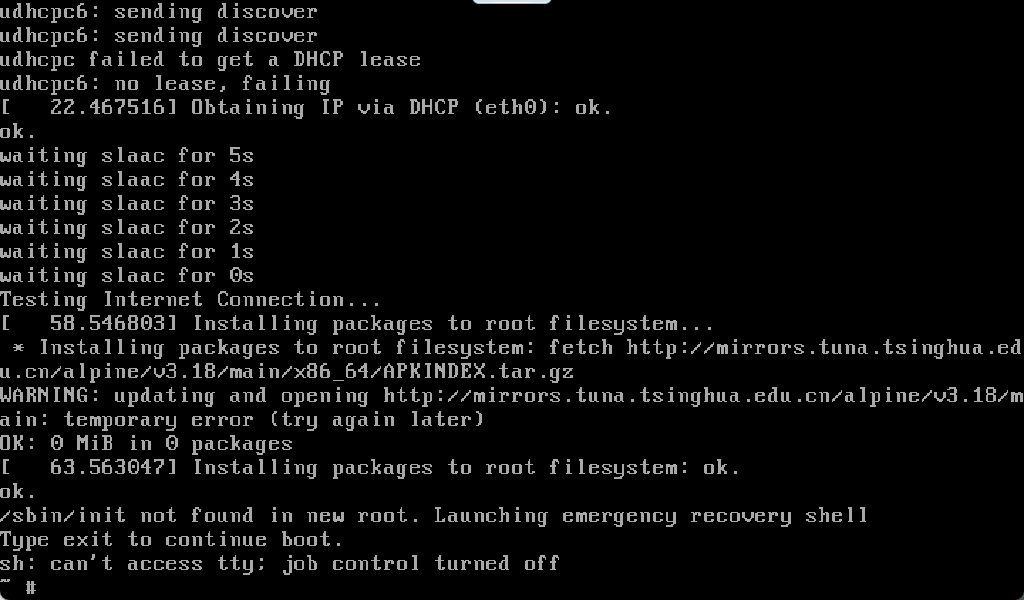 udhcpc6: sending discover
udhcpc6: sending discover
udhcpc failed to get a DHCP lease
udhcpc6: no lease, failing
[   22.467516] Obtaining IP via DHCP (eth0): ok.
ok.
waiting slaac for 5s
waiting slaac for 4s
waiting slaac for 3s
waiting slaac for 2s
waiting slaac for 1s
waiting slaac for 0s
Testing Internet Connection...
[   58.546803] Installing packages to root filesystem...
 * Installing packages to root filesystem: fetch http://mirrors.tuna.tsinghua.ed
u.cn/alpine/v3.18/main/x86_64/APKINDEX.tar.gz
WARNING: updating and opening http://mirrors.tuna.tsinghua.edu.cn/alpine/v3.18/m
ain: temporary error (try again later)
OK: 0 MiB in 0 packages
[   63.563047] Installing packages to root filesystem: ok.
ok.
/sbin/init not found in new root. Launching emergency recovery shell
Type exit to continue boot.
sh: can't access tty; job control turned off
~ #